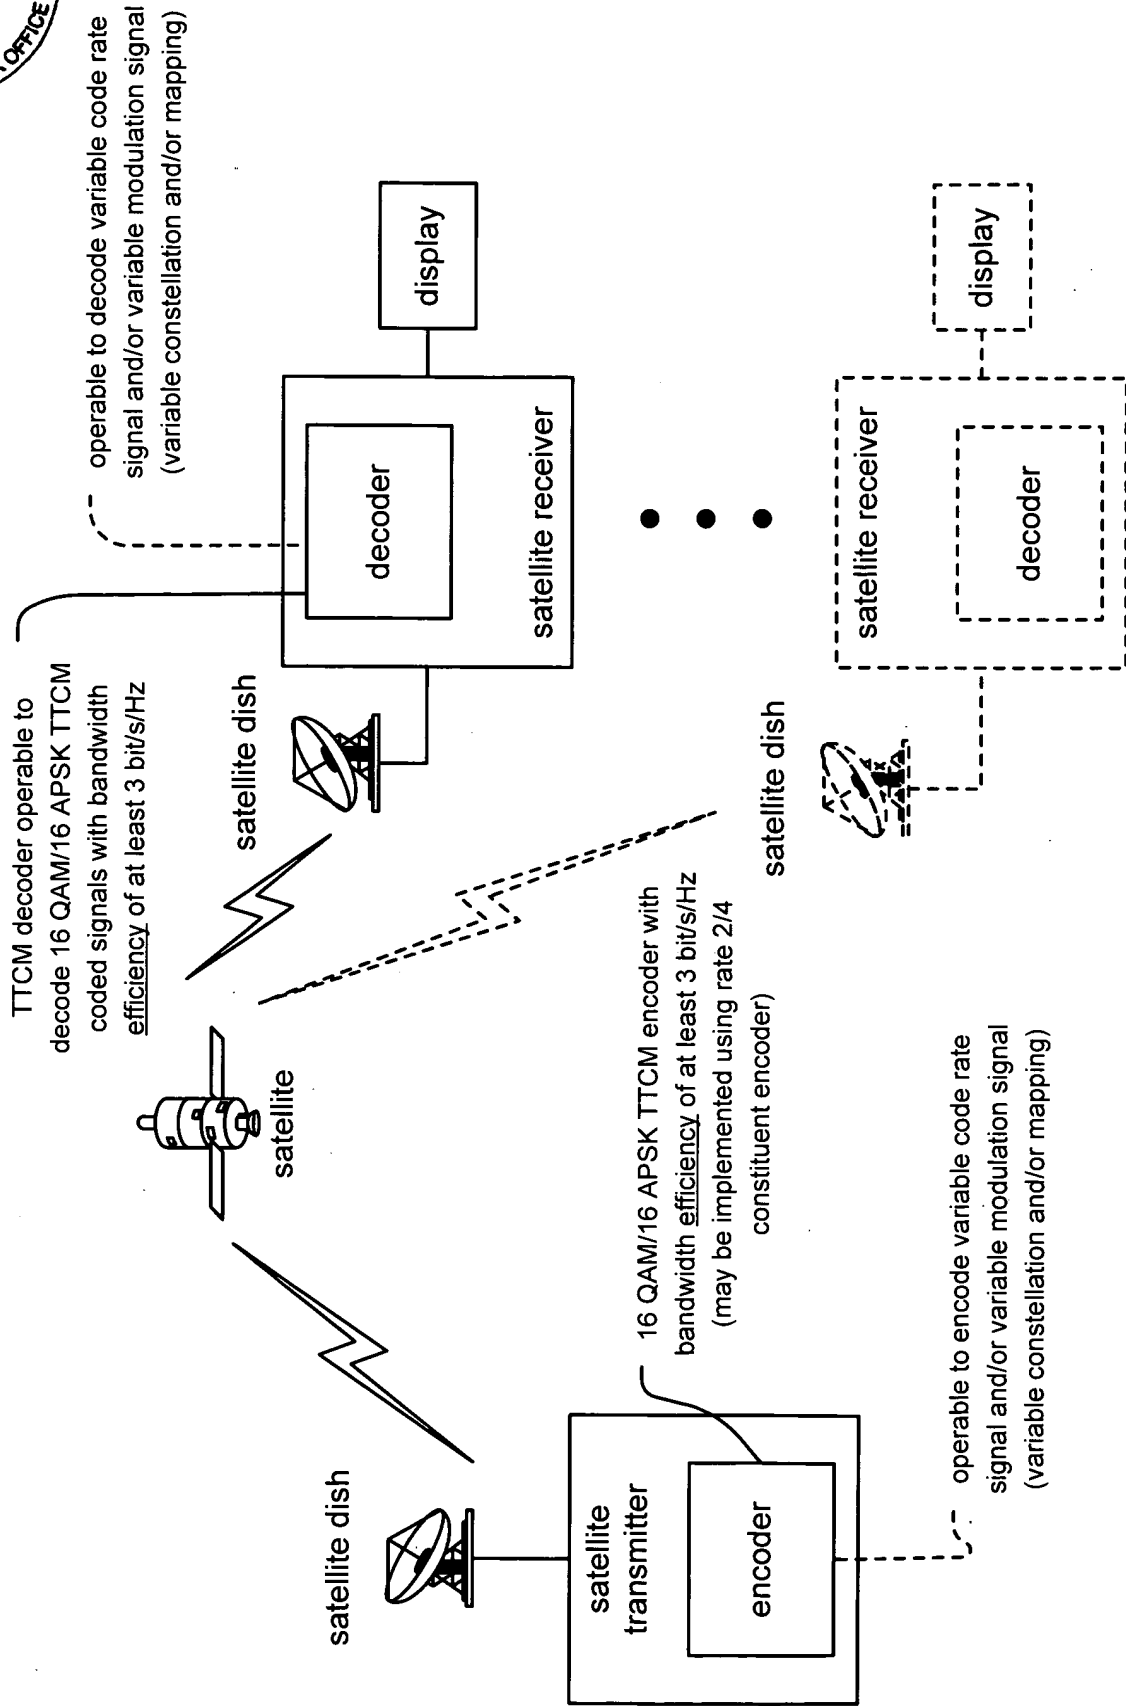 OFFICE
TTCM decoder operable to
decode 16 QAM/16 APSK TTCM
coded signals with bandwidth
efficiency of at least 3 bit/s/Hz
operable to decode variable code rate
signal and/or variable modulation signal
(variable constellation and/or mapping)
satellite
satellite dish
decoder
satellite receiver
display
satellite dish
satellite
transmitter
encoder
16 QAM/16 APSK TTCM encoder with
bandwidth efficiency of at least 3 bit/s/Hz
(may be implemented using rate 2/4
constituent encoder)
operable to encode variable code rate
signal and/or variable modulation signal
(variable constellation and/or mapping)
satellite dish
satellite receiver
decoder
display